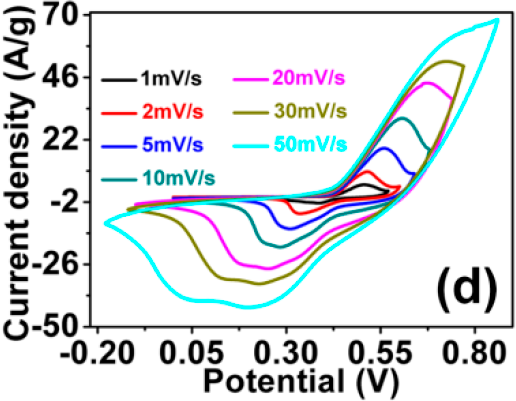 Current density (A/g)
70
46
22
-2
-26
-50
1mV/s
2mV/s
5mV/s
10mV/s
20mV/s
30mV/s
50mV/s
(d)
-0.20 0.05 0.30 0.55 0.80
Potential (V)